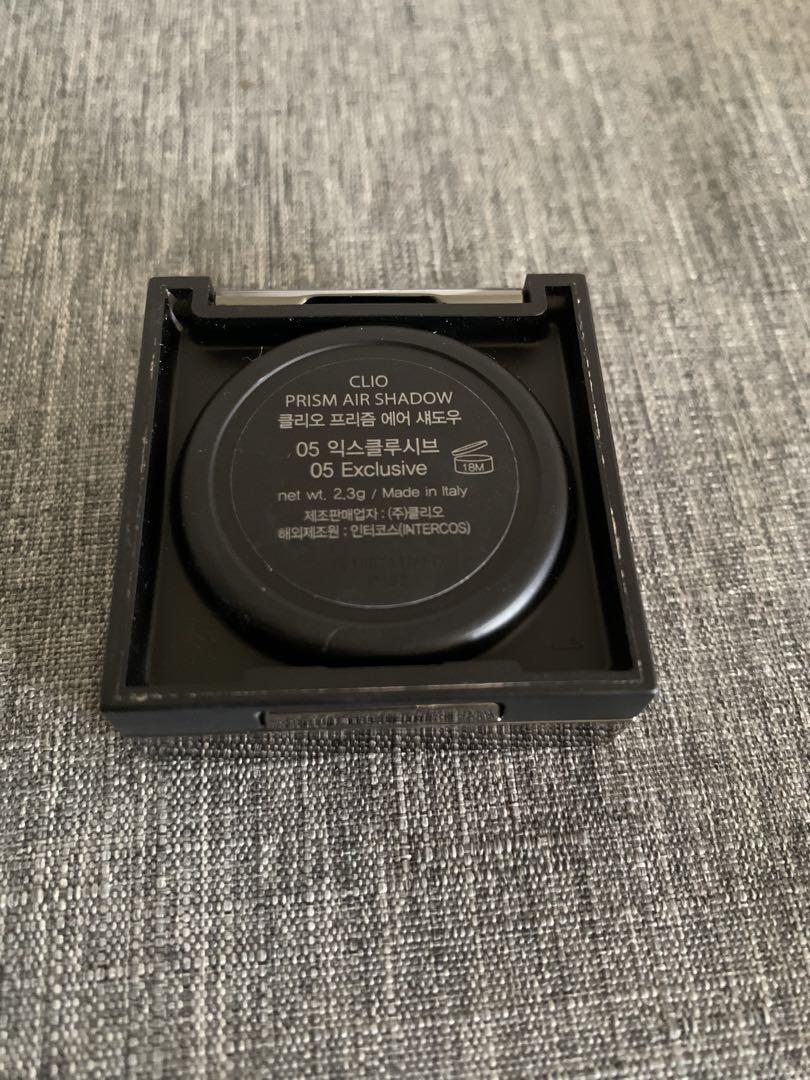 CLIO
PRISM AIR SHADOW
클리오 프리즘 에어 섀도우
05 익스클루시브
05 Exclusive
18M
net wt. 2.3g / Made in Italy
제조판매업자 : (주)클리오
해외제조원 : 인터코스(INTERCOS)